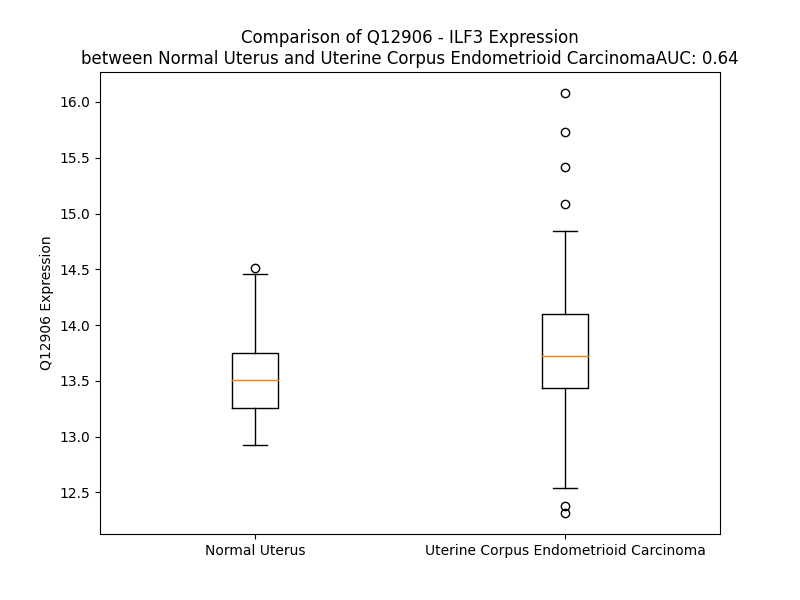 Comparison of Q12906 - ILF3 Expression
between Normal Uterus and Uterine Corpus Endometrioid CarcinomaAUC: 0.64
16.0
15.5
15.0
14.5
14.0
13.5
13.0
12.5
Q12906 Expression
Normal Uterus
Uterine Corpus Endometrioid Carcinoma